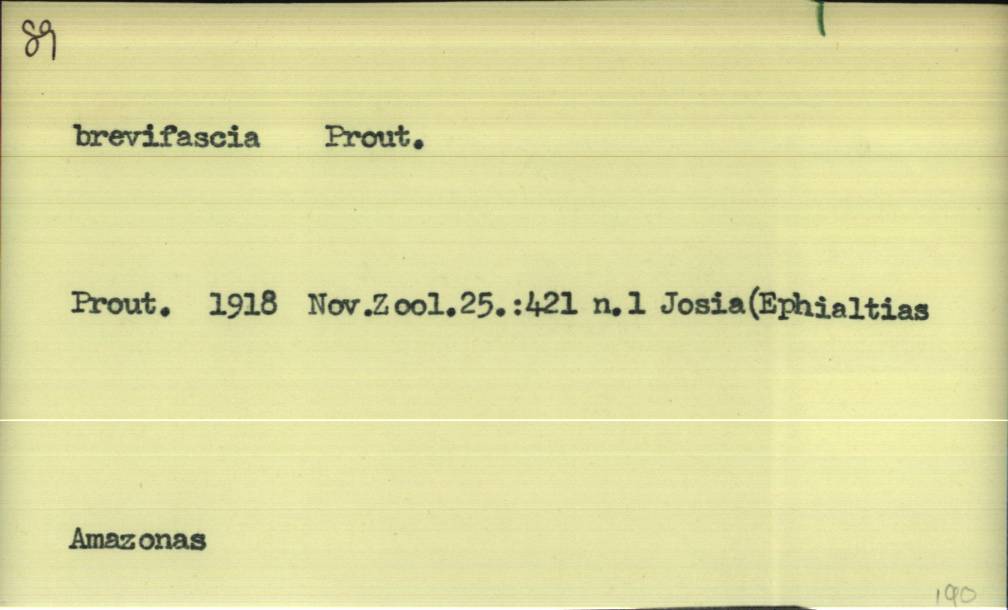 89
brevifascia Prout.
Prout. 1918 Nov.Zool.25.:421 n.1 Josia(Ephialtias
Amazonas
190